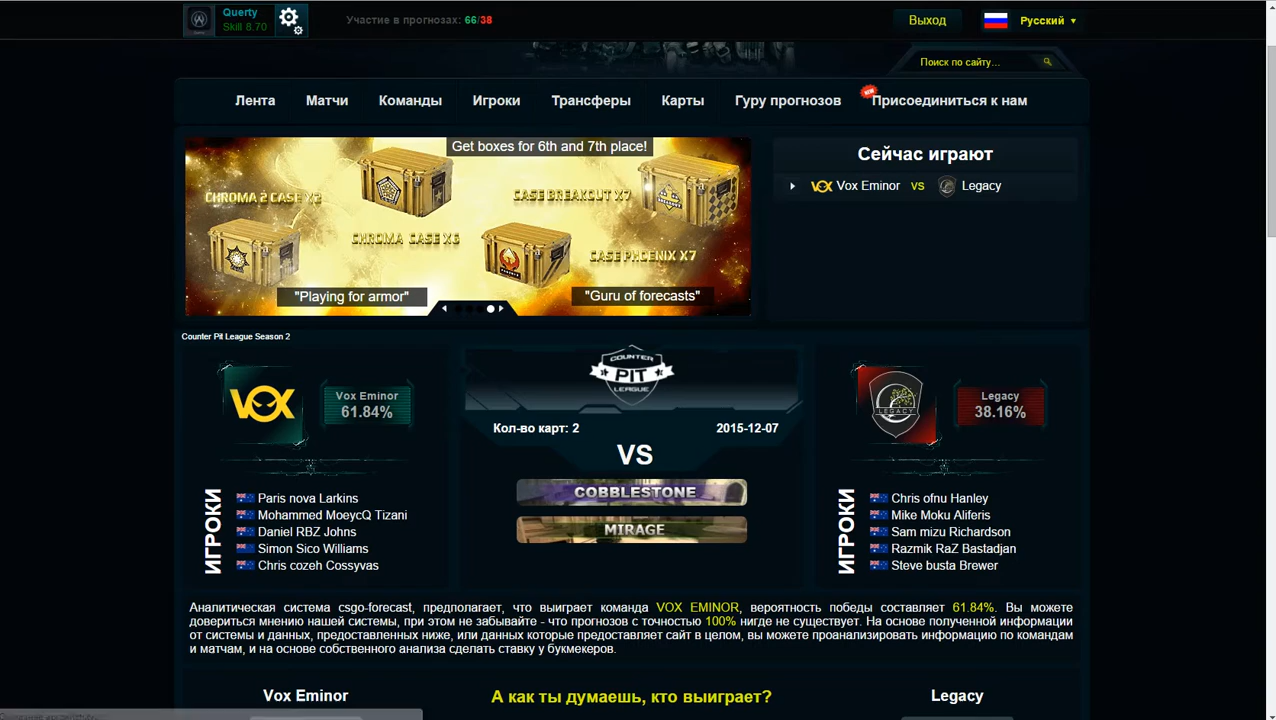 Querty
Skill 8.70
Участие в прогнозах: 66/38
Выход
Русский
Поиск по сайту...
Лента Матчи Команды Игроки Трансферы Карты Гуру прогнозов NEW Присоединиться к нам
Get boxes for 6th and 7th place!
CHROMA 2 CASE X2
CASE BREAKOUT X7
CHROMA CASE X6
CASE PHOENIX X7
"Playing for armor"
"Guru of forecasts"
Сейчас играют
VOX Vox Eminor VS Legacy
Counter Pit League Season 2
VOX
Vox Eminor
61.84%
COUNTER
PIT
LEAGUE
Кол-во карт: 2
2015-12-07
VS
COBBLESTONE
MIRAGE
LEGACY
Legacy
38.16%
ИГРОКИ
Paris nova Larkins
Mohammed MoeycQ Tizani
Daniel RBZ Johns
Simon Sico Williams
Chris cozeh Cossyvas
ИГРОКИ
Chris ofnu Hanley
Mike Moku Aliferis
Sam mizu Richardson
Razmik RaZ Bastadjan
Steve busta Brewer
Аналитическая система csgo-forecast, предполагает, что выиграет команда VOX EMINOR, вероятность победы составляет 61.84%. Вы можете
довериться мнению нашей системы, при этом не забывайте - что прогнозов с точностью 100% нигде не существует. На основе полученной информации
от системы и данных, предоставленных ниже, или данных которые предоставляет сайт в целом, вы можете проанализировать информацию по командам
и матчам, и на основе собственного анализа сделать ставку у букмекеров.
Vox Eminor
А как ты думаешь, кто выиграет?
Legacy